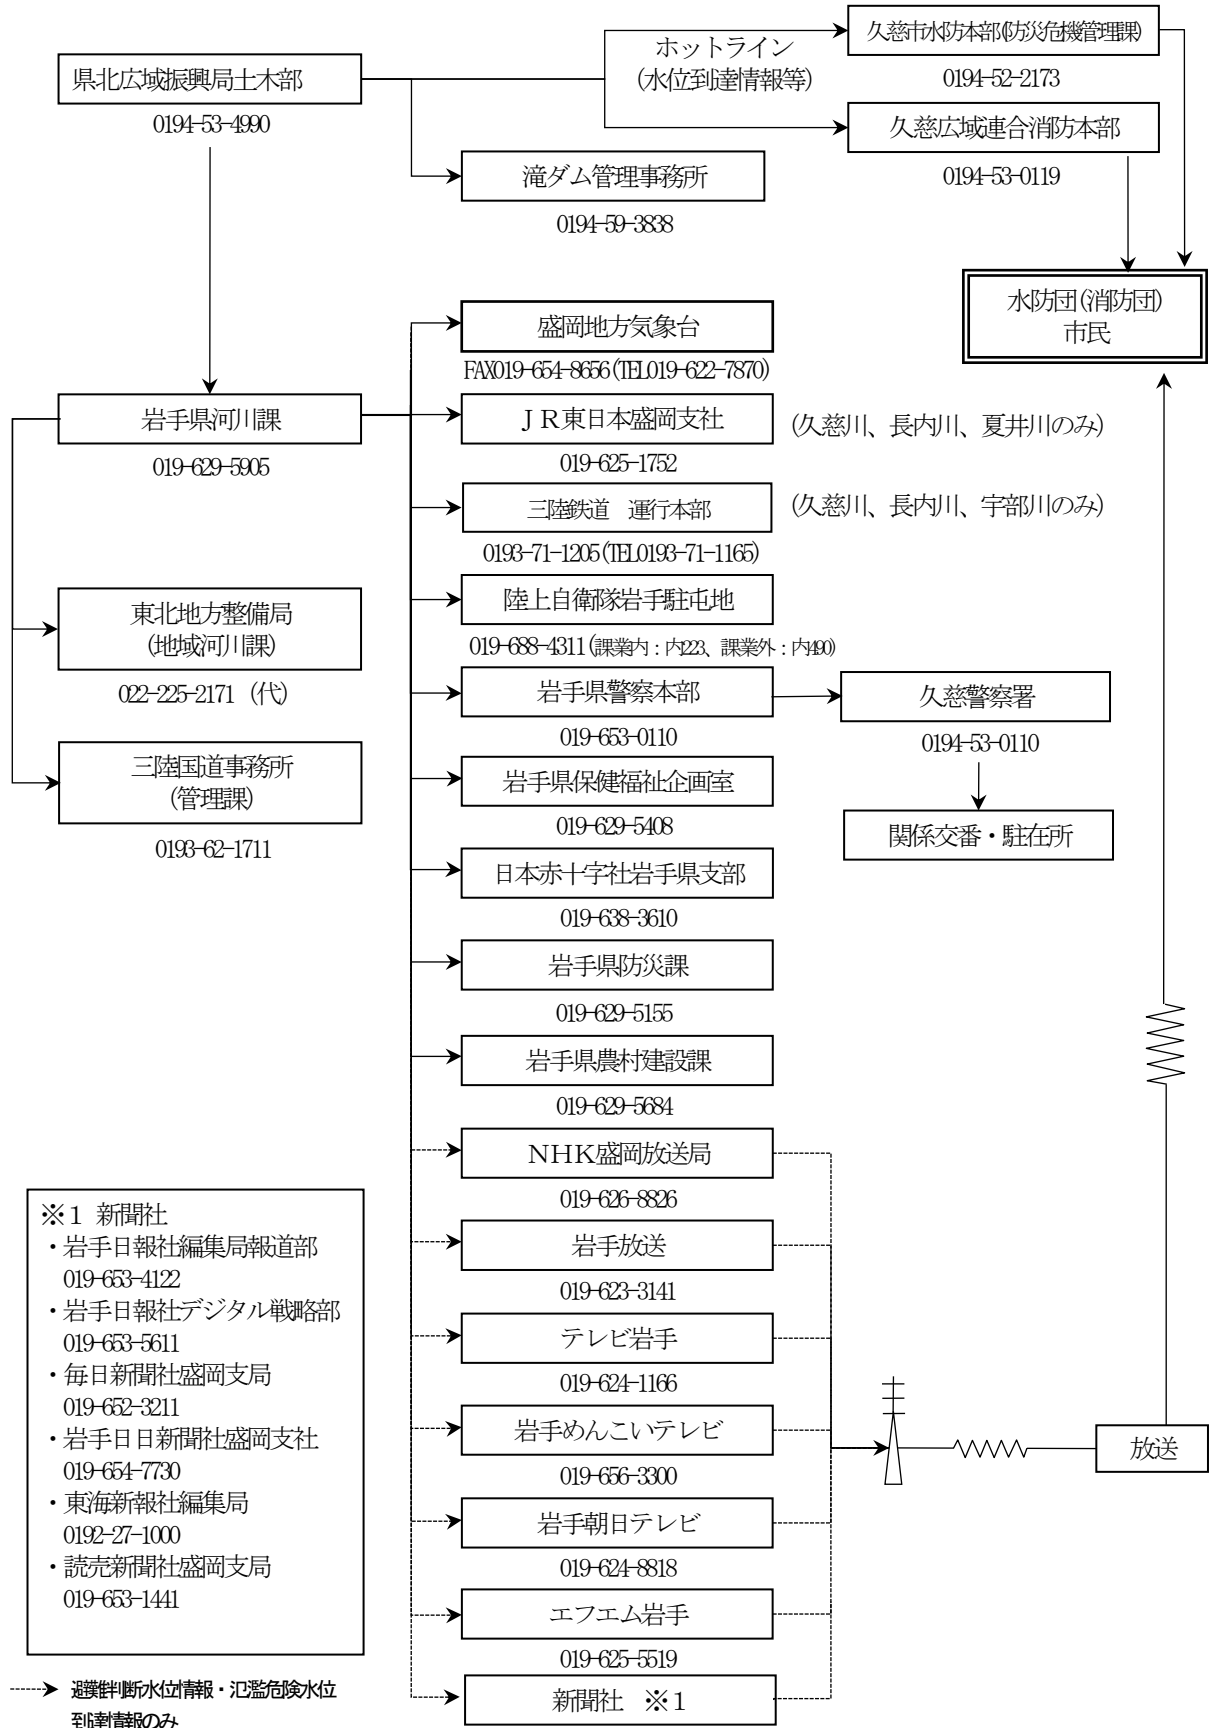 久慈市水防本部(防災危機管理課)
0194-52-2173
ホットライン
(水位到達情報等)
県北広域振興局土木部
0194-53-4990
久慈広域連合消防本部
0194-53-0119
滝ダム管理事務所
0194-59-3838
水防団(消防団)
市民
盛岡地方気象台
FAX019-654-8656(TEL019-622-7870)
岩手県河川課
019-629-5905
ＪＲ東日本盛岡支社
(久慈川、長内川、夏井川のみ)
019-625-1752
三陸鉄道　運行本部
(久慈川、長内川、宇部川のみ)
0193-71-1205(TEL0193-71-1165)
陸上自衛隊岩手駐屯地
019-688-4311(課業内：内223、課業外：内490)
東北地方整備局
(地域河川課)
022-225-2171（代）
岩手県警察本部
019-653-0110
久慈警察署
0194-53-0110
三陸国道事務所
(管理課)
0193-62-1711
岩手県保健福祉企画室
019-629-5408
関係交番・駐在所
日本赤十字社岩手県支部
019-638-3610
岩手県防災課
019-629-5155
岩手県農村建設課
019-629-5684
ＮＨＫ盛岡放送局
019-626-8826
岩手放送
019-623-3141
テレビ岩手
019-624-1166
岩手めんこいテレビ
019-656-3300
岩手朝日テレビ
019-624-8818
エフエム岩手
019-625-5519
新聞社　※１
放送
※１ 新聞社
・岩手日報社編集局報道部
019-653-4122
・岩手日報社デジタル戦略部
019-653-5611
・毎日新聞社盛岡支局
019-652-3211
・岩手日日新聞社盛岡支社
019-654-7730
・東海新報社編集局
0192-27-1000
・読売新聞社盛岡支局
019-653-1441
避難判断水位情報・氾濫危険水位
到達情報のみ